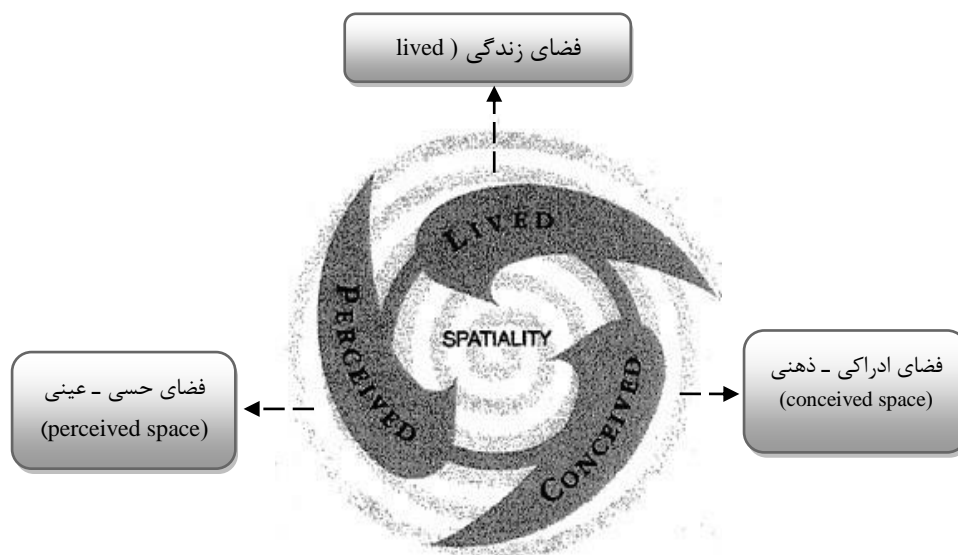 فضای زندگی ( lived
LIVED
PERCEIVED
SPATIALITY
CONCEIVED
فضای حسی ـ عینی
(perceived space)
فضای ادراکی ـ ذهنی
(conceived space)